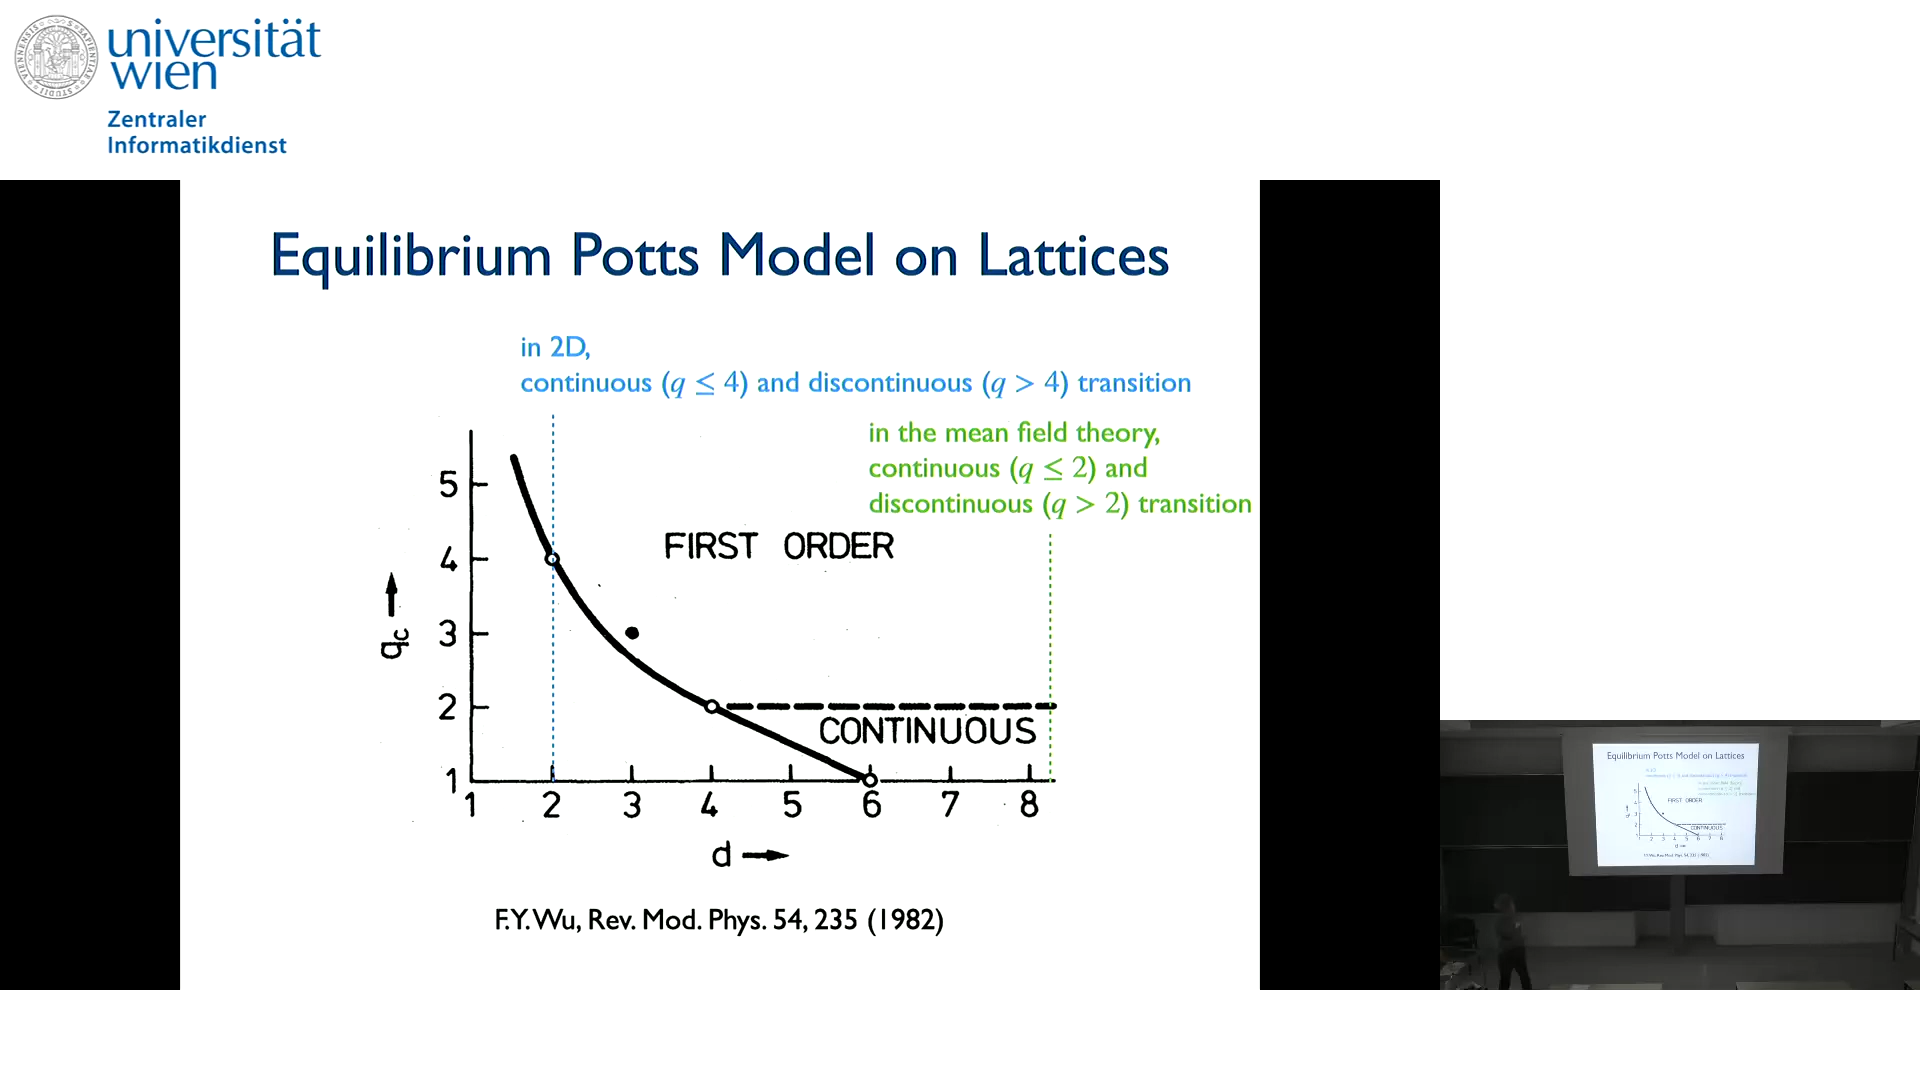 universität
wien
Zentraler
Informatikdienst
Equilibrium Potts Model on Lattices
in 2D,
continuous (q ≤ 4) and discontinuous (q > 4) transition
in the mean field theory,
continuous (q ≤ 2) and
discontinuous (q > 2) transition
FIRST ORDER
CONTINUOUS
5
4
3
2
1
qc
1 2 3 4 5 6 7 8
d
F.Y. Wu, Rev. Mod. Phys. 54, 235 (1982)
Equilibrium Potts Model on Lattices
FIRST ORDER
CONTINUOUS